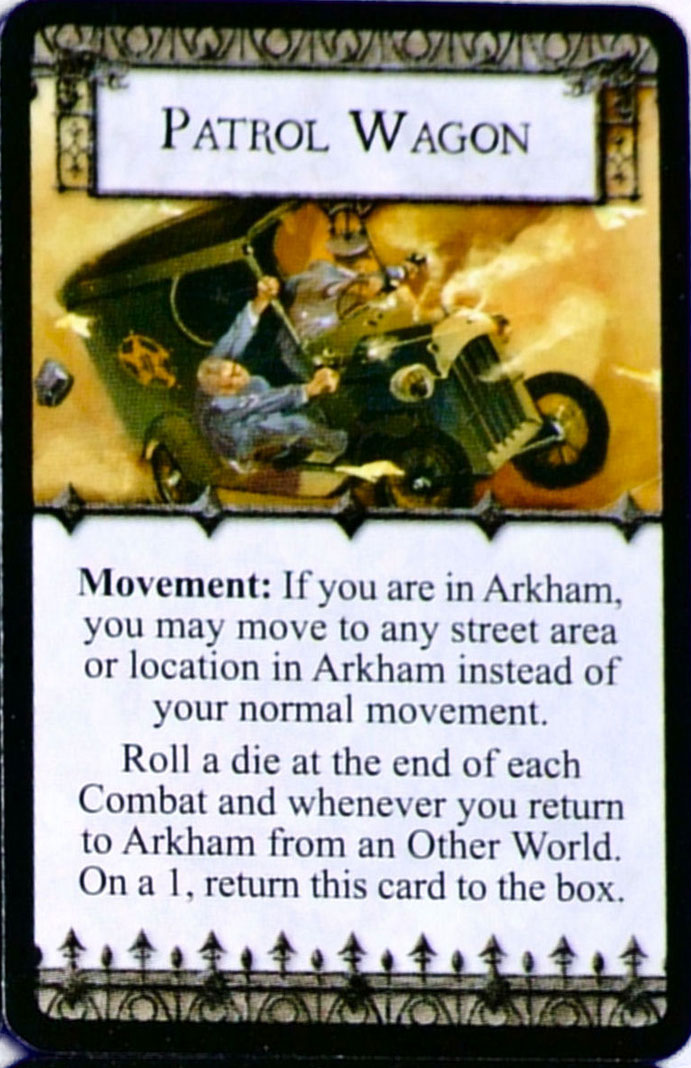 PATROL WAGON
Movement: If you are in Arkham,
you may move to any street area
or location in Arkham instead of
your normal movement.
Roll a die at the end of each
Combat and whenever you return
to Arkham from an Other World.
On a 1, return this card to the box.